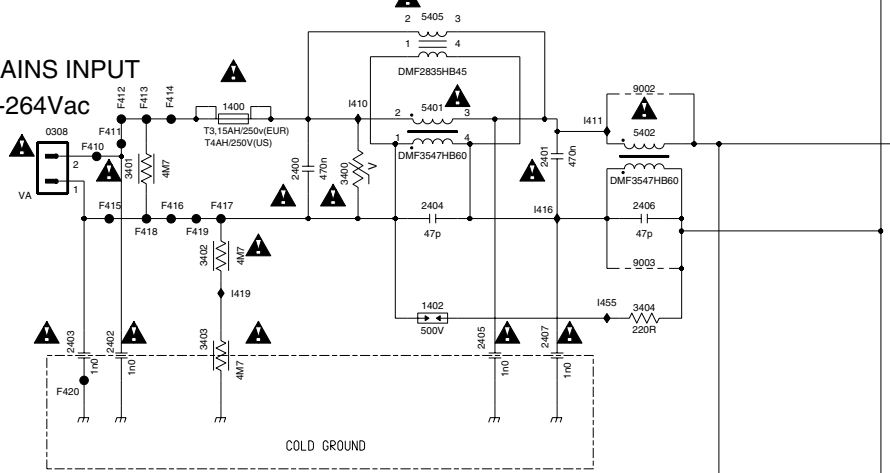 2 5405 3
1 4
DMF2835HB45
AINS INPUT
-264Vac
F412
F413
F414
1400
T3,15AH/250v(EUR)
T4AH/250V(US)
I410
2 5401 3
1 4
DMF3547HB60
I411
9002
5402
DMF3547HB60
0308
F411
F410
2
1
VA
3401
4M7
2400
470n
3400
V
2401
470n
F415
F416
F417
F418
F419
2404
47p
I416
2406
47p
3402
4M7
9003
I419
1402
500V
I455
3404
220R
2403
1n0
2402
1n0
3403
4M7
2405
1n0
2407
1n0
F420
COLD GROUND